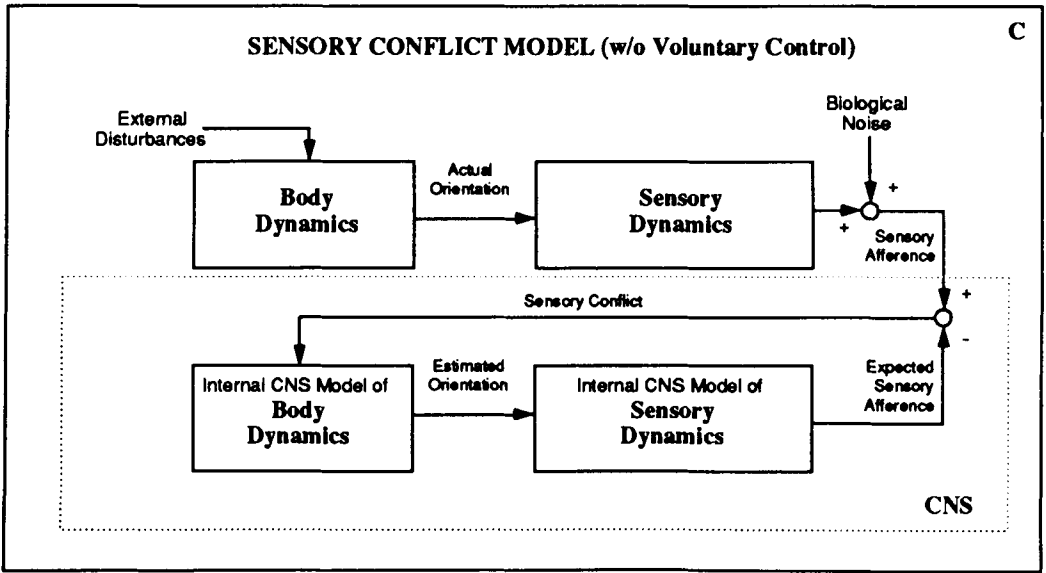 C
SENSORY CONFLICT MODEL (w/o Voluntary Control)
External
Disturbances
Biological
Noise
Body
Dynamics
Actual
Orientation
Sensory
Dynamics
+
+
Sensory
Afference
Sensory Conflict
+
-
Internal CNS Model of
Body
Dynamics
Estimated
Orientation
Internal CNS Model of
Sensory
Dynamics
Expected
Sensory
Afference
CNS